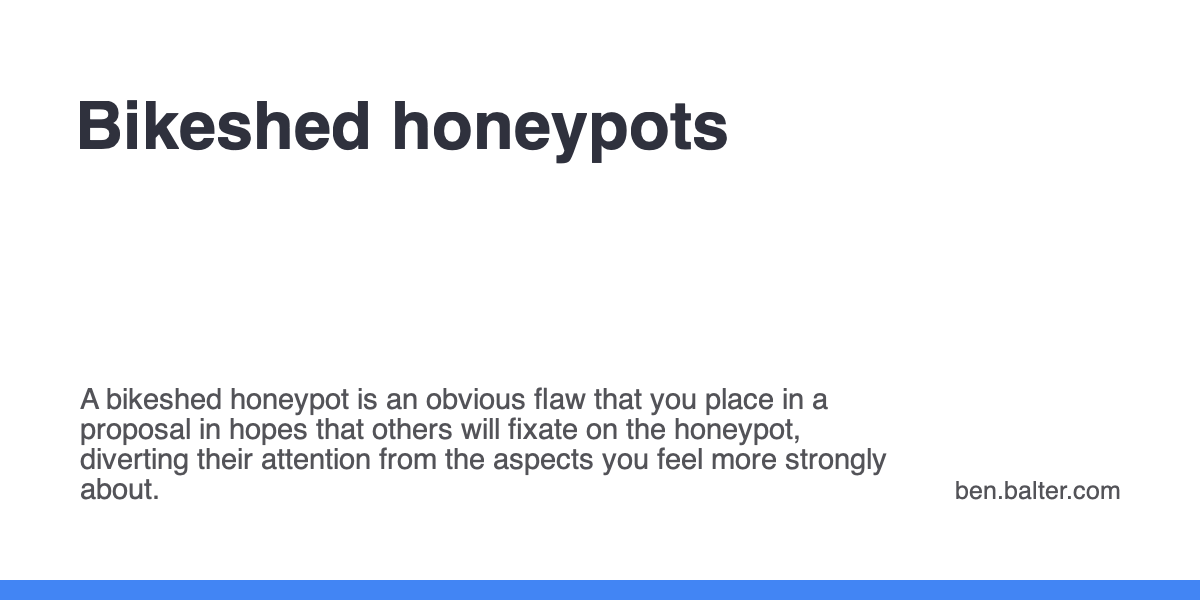 Bikeshed honeypots
A bikeshed honeypot is an obvious flaw that you place in a
proposal in hopes that others will fixate on the honeypot,
diverting their attention from the aspects you feel more strongly
about.
ben.balter.com